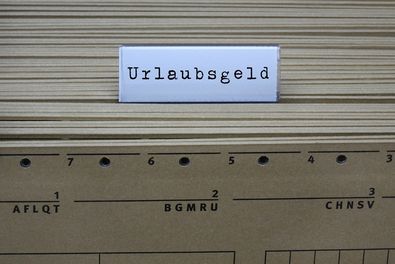 Urlaubsgeld
7 6 5 4 3
1 2 3
AFLQT BGMRU CHNSV